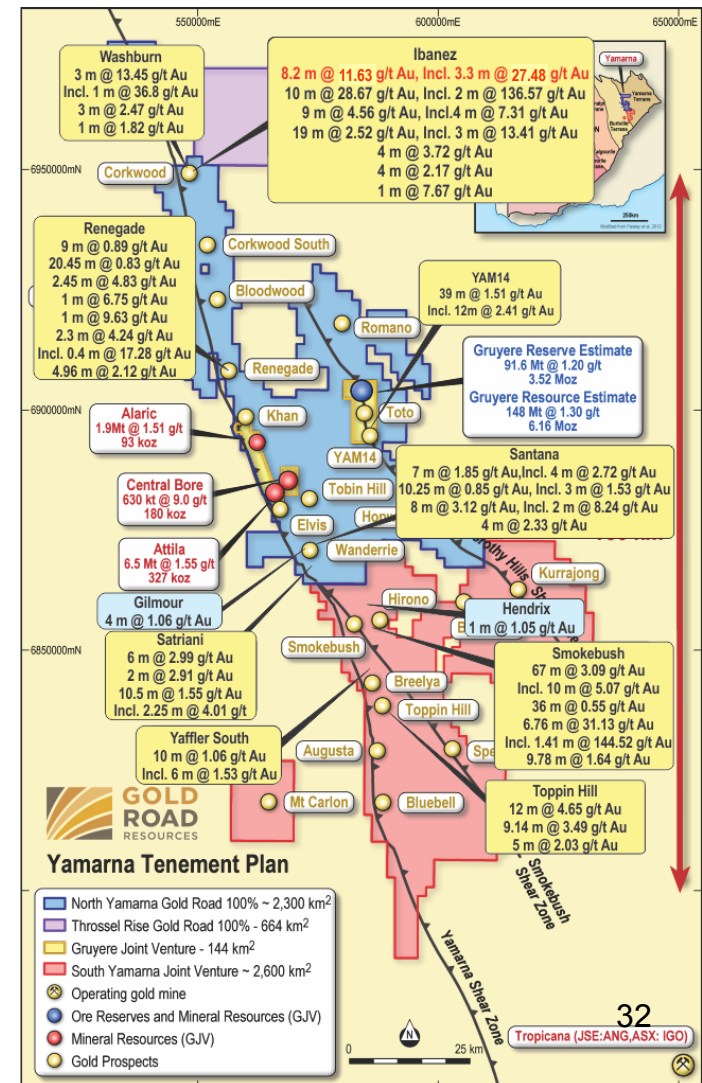 550000mE
600000mE
650000mE
Washburn
3 m @ 13.45 g/t Au
Incl. 1 m @ 36.8 g/t Au
3 m @ 2.47 g/t Au
1 m @ 1.82 g/t Au
Ibanez
8.2 m @ 11.63 g/t Au, Incl. 3.3 m @ 27.48 g/t Au
10 m @ 28.67 g/t Au, Incl. 2 m @ 136.57 g/t Au
9 m @ 4.56 g/t Au, Incl.4 m @ 7.31 g/t Au
19 m @ 2.52 g/t Au, Incl. 3 m @ 13.41 g/t Au
4 m @ 3.72 g/t Au
4 m @ 2.17 g/t Au
1 m @ 7.67 g/t Au
Yamarna
Yamarna
Terrane
Burtville
Terrane
250km
6950000mN
Corkwood
Renegade
9 m @ 0.89 g/t Au
20.45 m @ 0.83 g/t Au
2.45 m @ 4.83 g/t Au
1 m @ 6.75 g/t Au
1 m @ 9.63 g/t Au
2.3 m @ 4.24 g/t Au
Incl. 0.4 m @ 17.28 g/t Au
4.96 m @ 2.12 g/t Au
Corkwood South
Bloodwood
Romano
YAM14
39 m @ 1.51 g/t Au
Incl. 12m @ 2.41 g/t Au
Gruyere Reserve Estimate
91.6 Mt @ 1.20 g/t
3.52 Moz
Gruyere Resource Estimate
148 Mt @ 1.30 g/t
6.16 Moz
Renegade
6900000mN
Khan
Toto
Alaric
1.9Mt @ 1.51 g/t
93 koz
YAM14
Santana
7 m @ 1.85 g/t Au,Incl. 4 m @ 2.72 g/t Au
10.25 m @ 0.85 g/t Au, Incl. 3 m @ 1.53 g/t Au
8 m @ 3.12 g/t Au, Incl. 2 m @ 8.24 g/t Au
4 m @ 2.33 g/t Au
Central Bore
630 kt @ 9.0 g/t
180 koz
Tobin Hill
Elvis
Attila
6.5 Mt @ 1.55 g/t
327 koz
Wanderrie
Kurrajong
Gilmour
4 m @ 1.06 g/t Au
Hirono
Hendrix
1 m @ 1.05 g/t Au
Satriani
6 m @ 2.99 g/t Au
2 m @ 2.91 g/t Au
10.5 m @ 1.55 g/t Au
Incl. 2.25 m @ 4.01 g/t
6850000mN
Smokebush
Smokebush
67 m @ 3.09 g/t Au
Incl. 10 m @ 5.07 g/t Au
36 m @ 0.55 g/t Au
6.76 m @ 31.13 g/t Au
Incl. 1.41 m @ 144.52 g/t Au
9.78 m @ 1.64 g/t Au
Breelya
Toppin Hill
Yaffler South
10 m @ 1.06 g/t Au
Incl. 6 m @ 1.53 g/t Au
Augusta
Toppin Hill
12 m @ 4.65 g/t Au
9.14 m @ 3.49 g/t Au
5 m @ 2.03 g/t Au
Mt Carlon
Bluebell
GOLD
ROAD
RESOURCES
Yamarna Tenement Plan
Smokebush
Shear Zone
Yamarna Shear Zone
North Yamarna Gold Road 100% ~ 2,300 km2
Throssel Rise Gold Road 100% - 664 km2
Gruyere Joint Venture - 144 km2
South Yamarna Joint Venture ~ 2,600 km2
Operating gold mine
Ore Reserves and Mineral Resources (GJV)
Mineral Resources (GJV)
Gold Prospects
N
0
25 km
32
Tropicana (JSE:ANG,ASX: IGO)